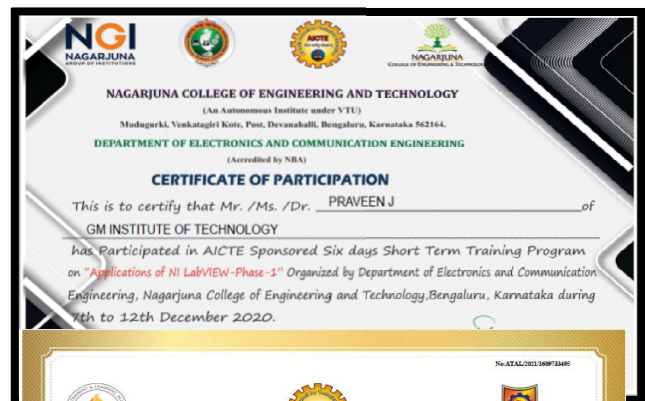 NGI
NAGARJUNA
GROUP OF INSTITUTIONS
AICTE
NAGARJUNA
COLLEGE OF ENGINEERING & TECHNOLOGY
NAGARJUNA COLLEGE OF ENGINEERING AND TECHNOLOGY
(An Autonomous Institute under VTU)
Mudugurki, Venkatagiri Kote, Post, Devanahalli, Bengaluru, Karnataka 562164.
DEPARTMENT OF ELECTRONICS AND COMMUNICATION ENGINEERING
(Accredited by NBA)
CERTIFICATE OF PARTICIPATION
This is to certify that Mr. /Ms. /Dr. PRAVEEN J of
GM INSTITUTE OF TECHNOLOGY
has Participated in AICTE Sponsored Six days Short Term Training Program
on "Applications of NI LabVIEW-Phase-1" Organized by Department of Electronics and Communication
Engineering, Nagarjuna College of Engineering and Technology,Bengaluru, Karnataka during
7th to 12th December 2020.
No:ATAL/2021/1609733495